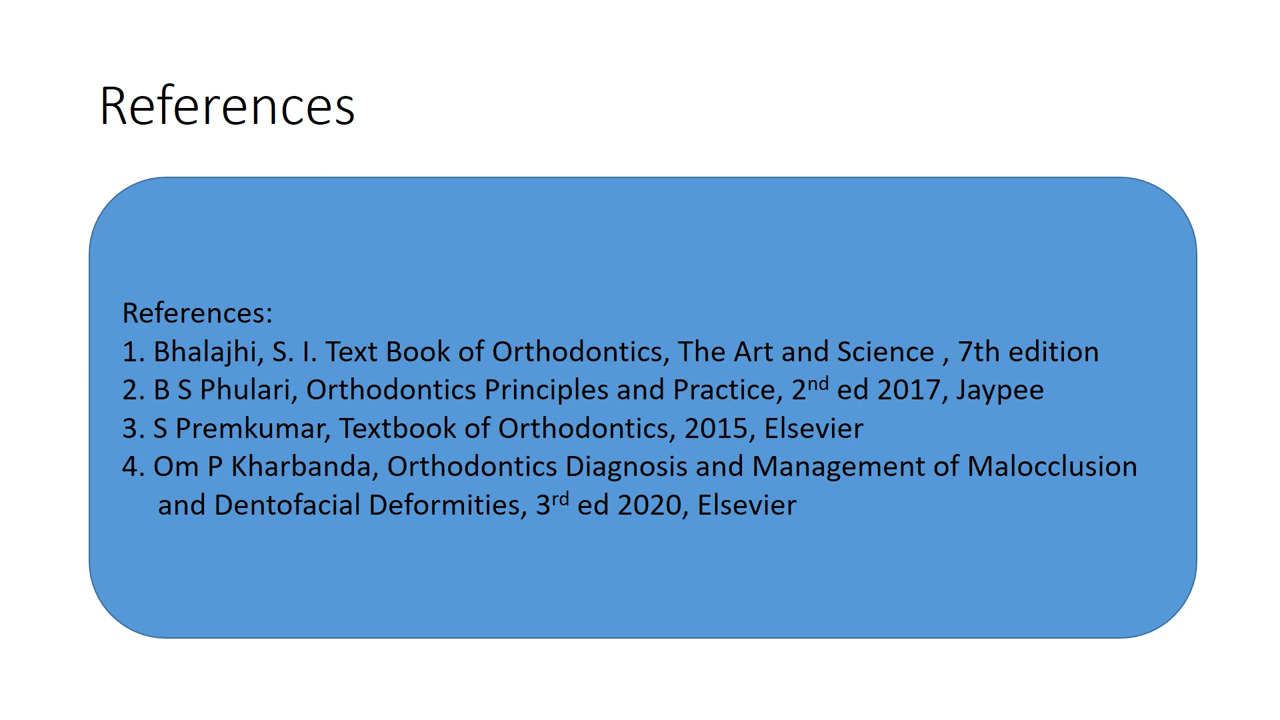 References
References:
1. Bhalajhi, S. I. Text Book of Orthodontics, The Art and Science , 7th edition
2. B S Phulari, Orthodontics Principles and Practice, 2nd ed 2017, Jaypee
3. S Premkumar, Textbook of Orthodontics, 2015, Elsevier
4. Om P Kharbanda, Orthodontics Diagnosis and Management of Malocclusion
and Dentofacial Deformities, 3rd ed 2020, Elsevier